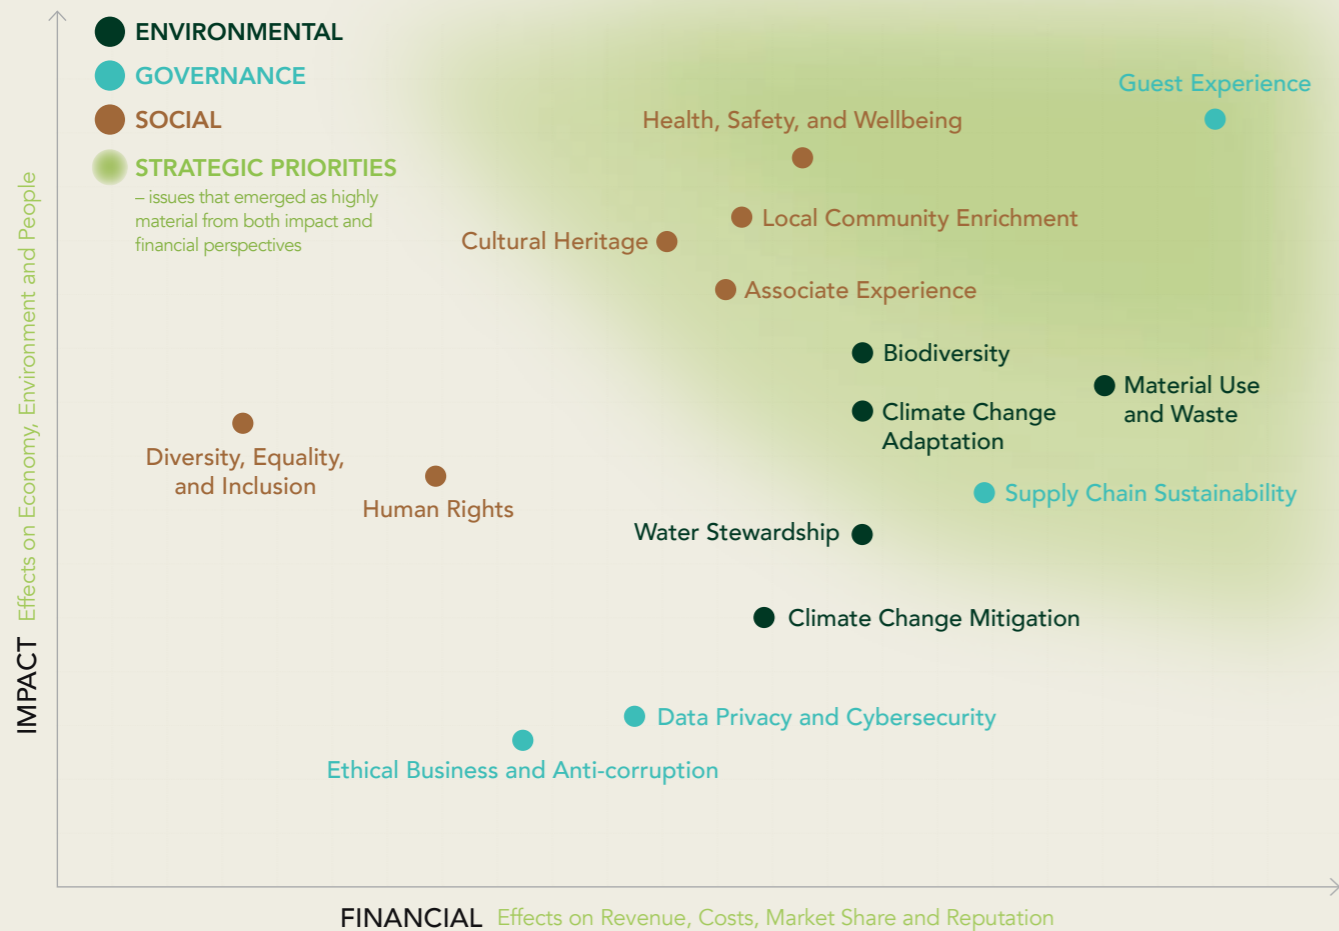 ENVIRONMENTAL
GOVERNANCE
SOCIAL
STRATEGIC PRIORITIES
– issues that emerged as highly
material from both impact and
financial perspectives
Guest Experience
Health, Safety, and Wellbeing
Local Community Enrichment
Cultural Heritage
Associate Experience
Biodiversity
Material Use
and Waste
Climate Change
Adaptation
Diversity, Equality,
and Inclusion
Human Rights
Supply Chain Sustainability
Water Stewardship
Climate Change Mitigation
Data Privacy and Cybersecurity
Ethical Business and Anti-corruption
IMPACT Effects on Economy, Environment and People
FINANCIAL Effects on Revenue, Costs, Market Share and Reputation